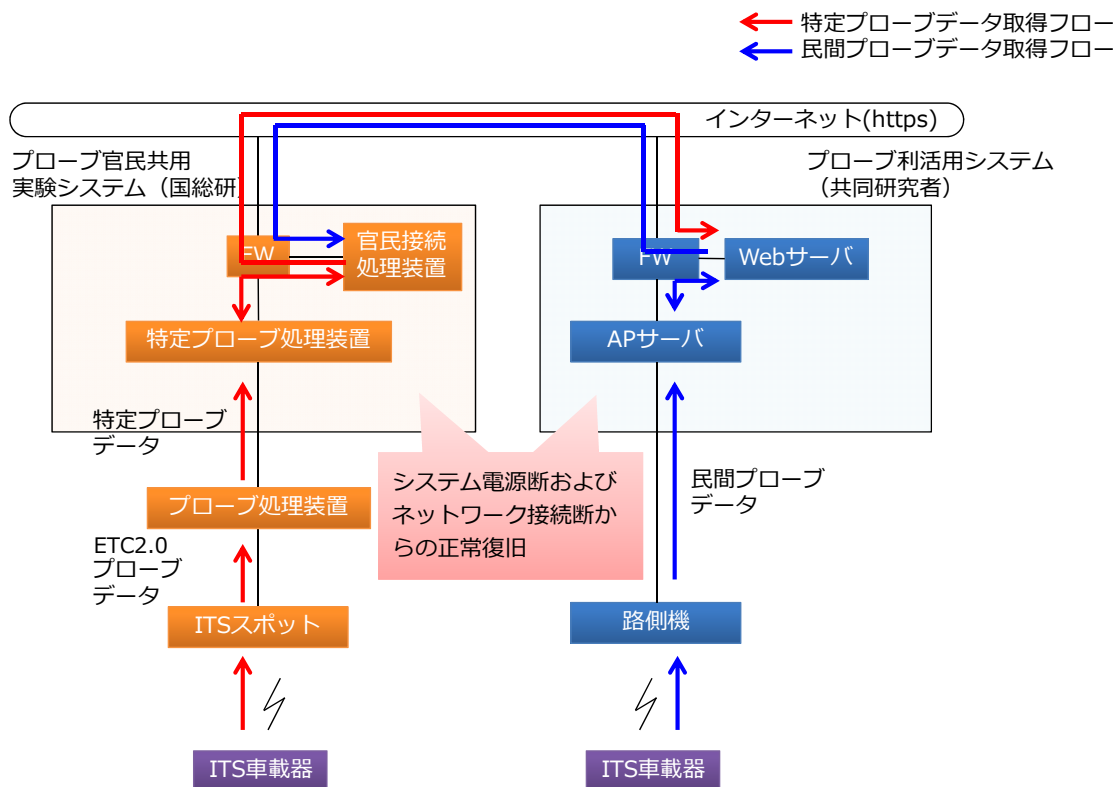 特定プローブデータ取得フロー
民間プローブデータ取得フロー
インターネット(https)
プローブ官民共用
実験システム（国総研）
プローブ利活用システム
（共同研究者）
FW
官民接続
処理装置
特定プローブ処理装置
FW
Webサーバ
APサーバ
特定プローブ
データ
システム電源断および
ネットワーク接続断か
らの正常復旧
民間プローブ
データ
プローブ処理装置
ETC2.0
プローブ
データ
ITSスポット
路側機
ITS車載器
ITS車載器